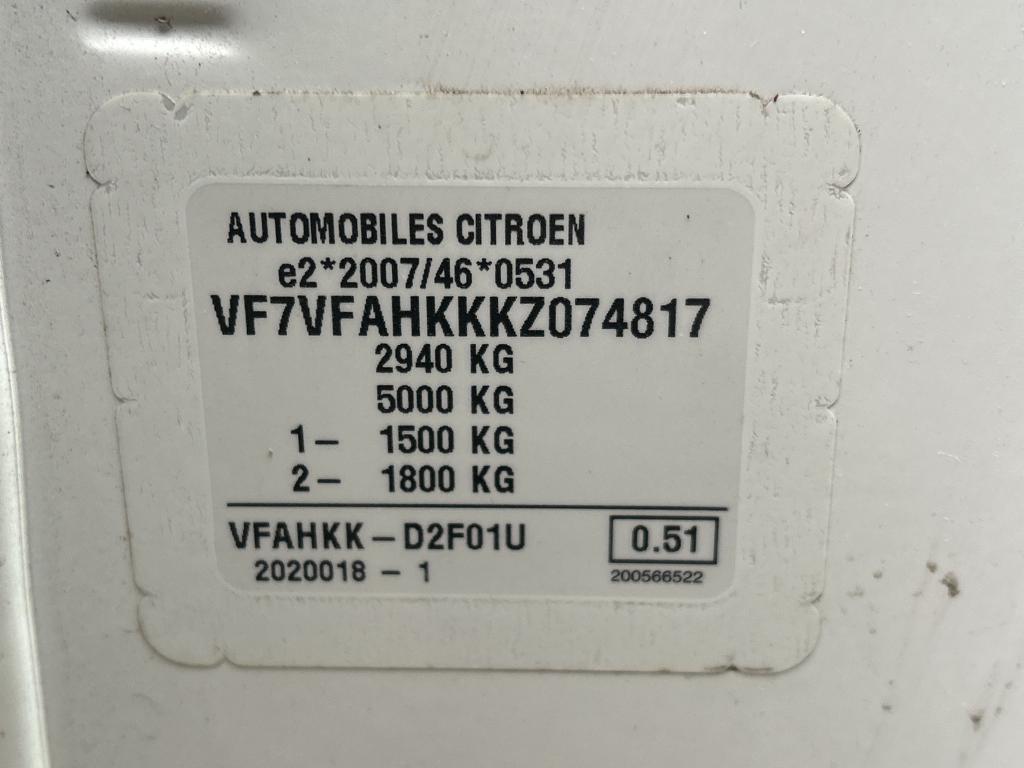 AUTOMOBILES CITROEN
e2*2007/46*0531
VF7VFAHKKKZ074817
2940 KG
5000 KG
1- 1500 KG
2- 1800 KG
VFAHKK-D2F01U 0.51
2020018 - 1 200566522